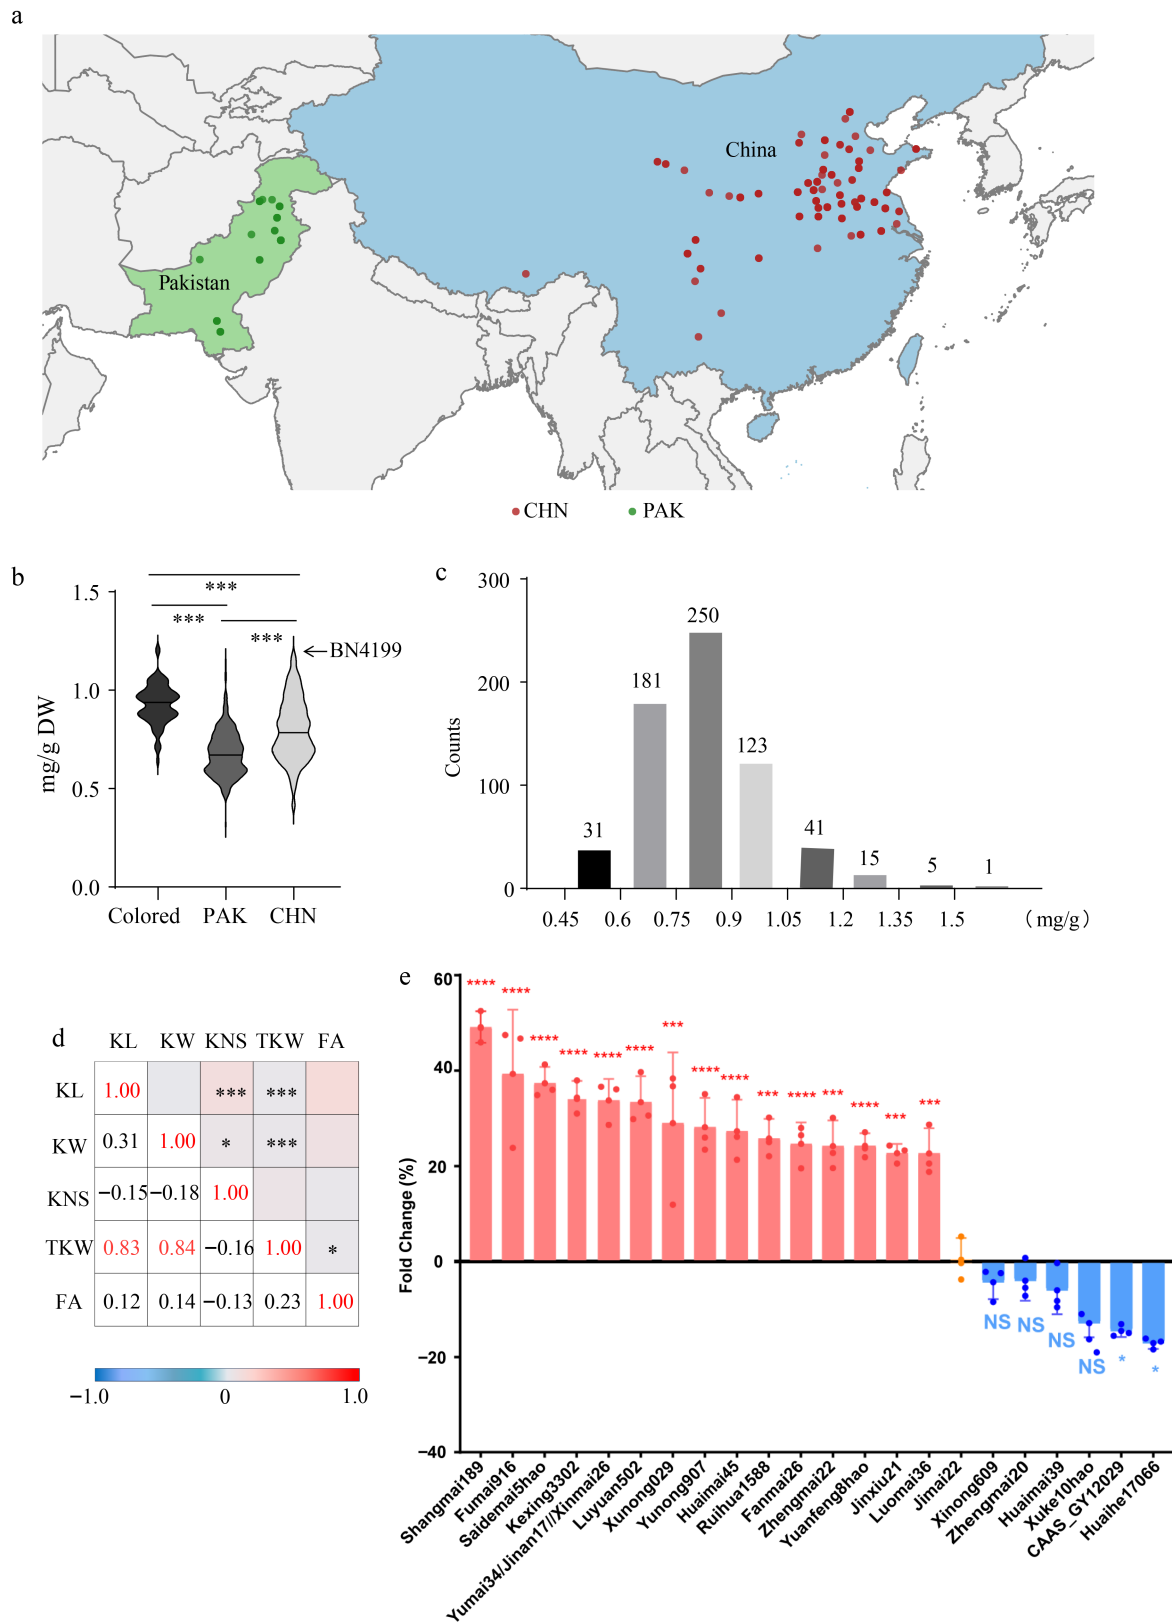 a
China
Pakistan
CHN PAK
b
1.5
1.0
0.5
0.0
mg/g DW
***
***
***
BN4199
Colored PAK CHN
c
300
200
100
0
Counts
31
181
250
123
41
15
5
1
0.45 0.6 0.75 0.9 1.05 1.2 1.35 1.5 (mg/g)
d
KL KW KNS TKW FA
KL 1.00 *** ***
KW 0.31 1.00 * ***
KNS −0.15 −0.18 1.00
TKW 0.83 0.84 −0.16 1.00 *
FA 0.12 0.14 −0.13 0.23 1.00
−1.0 0 1.0
e
60
40
20
0
−20
−40
Fold Change (%)
**** **** **** **** **** **** *** **** **** *** **** *** **** *** ***
NS NS NS NS * *
Shangmai189
Fumai916
Saidemai5hao
Kexing3302
Yumai34/Jinan17//Xinmai26
Luyuan502
Xunong029
Yunong907
Huaimai45
Ruihua1588
Fanmai26
Zhengmai22
Yuanfeng8hao
Jinxiu21
Luomai36
Jimai22
Xinong609
Zhengmai20
Huaimai39
Xuke10hao
CAAS_GY12029
Huaihe17066